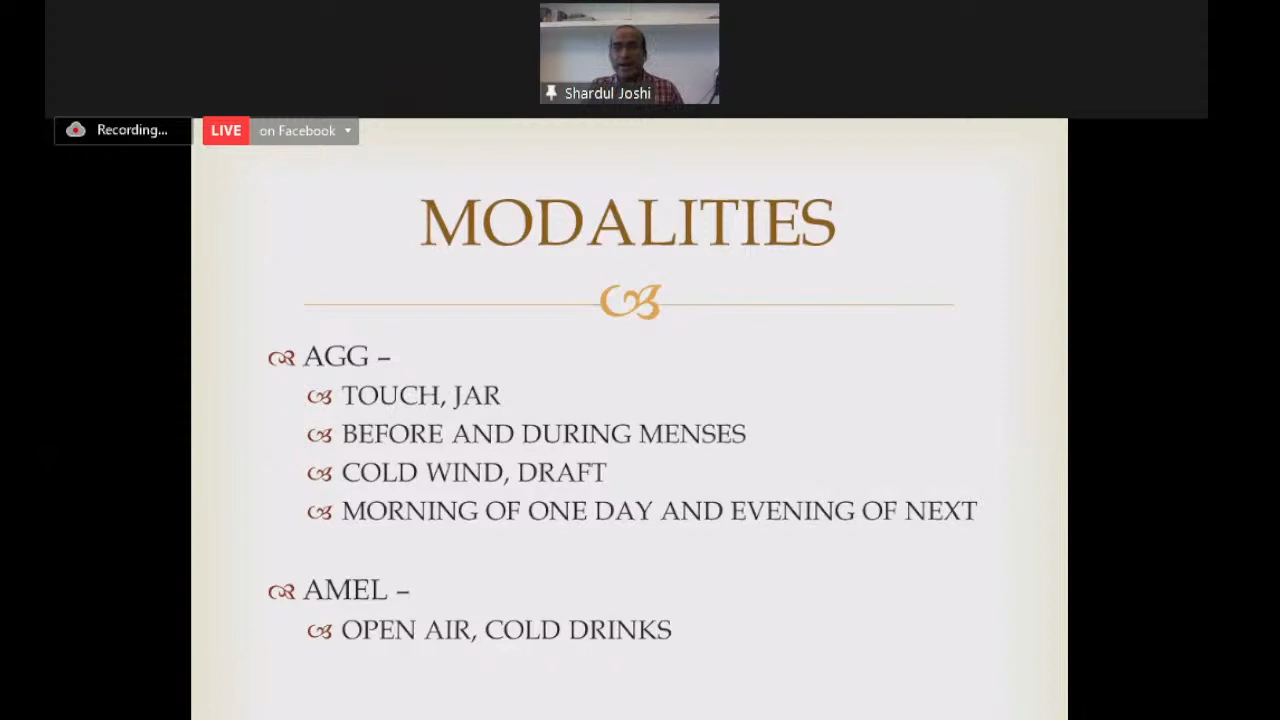 Shardul Joshi
Recording...
LIVE on Facebook
MODALITIES
AGG –
TOUCH, JAR
BEFORE AND DURING MENSES
COLD WIND, DRAFT
MORNING OF ONE DAY AND EVENING OF NEXT
AMEL –
OPEN AIR, COLD DRINKS